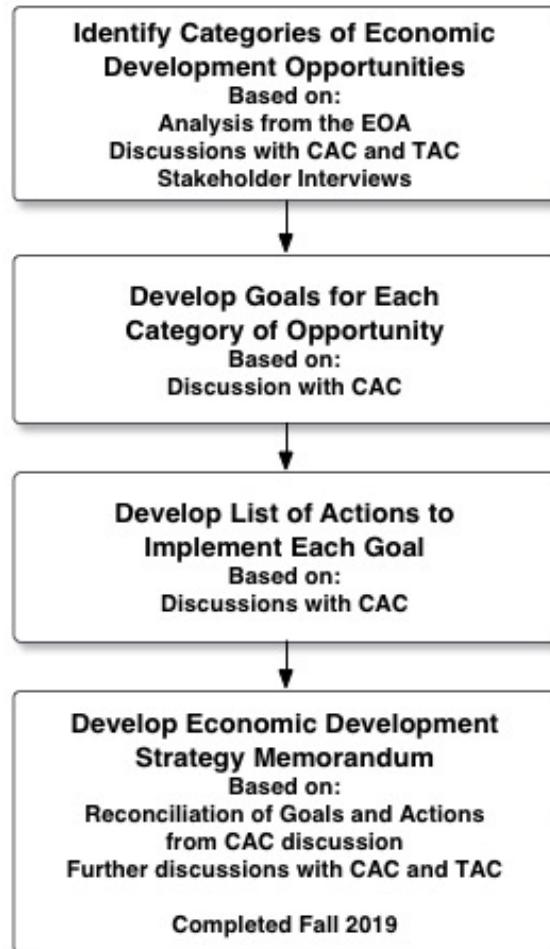 Identify Categories of Economic
Development Opportunities
Based on:
Analysis from the EOA
Discussions with CAC and TAC
Stakeholder Interviews
Develop Goals for Each
Category of Opportunity
Based on:
Discussion with CAC
Develop List of Actions to
Implement Each Goal
Based on:
Discussions with CAC
Develop Economic Development
Strategy Memorandum
Based on:
Reconciliation of Goals and Actions
from CAC discussion
Further discussions with CAC and TAC
Completed Fall 2019